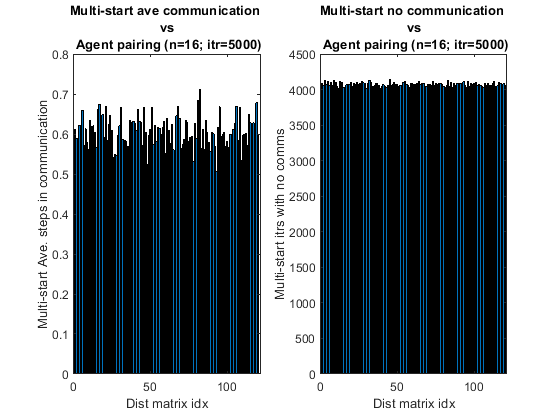 Multi-start ave communication
vs
Agent pairing (n=16; itr=5000)
Multi-start Ave. steps in communication
0.8
0.7
0.6
0.5
0.4
0.3
0.2
0.1
0
0
50
100
Dist matrix idx
Multi-start no communication
vs
Agent pairing (n=16; itr=5000)
Multi-start itrs with no comms
4500
4000
3500
3000
2500
2000
1500
1000
500
0
0
50
100
Dist matrix idx